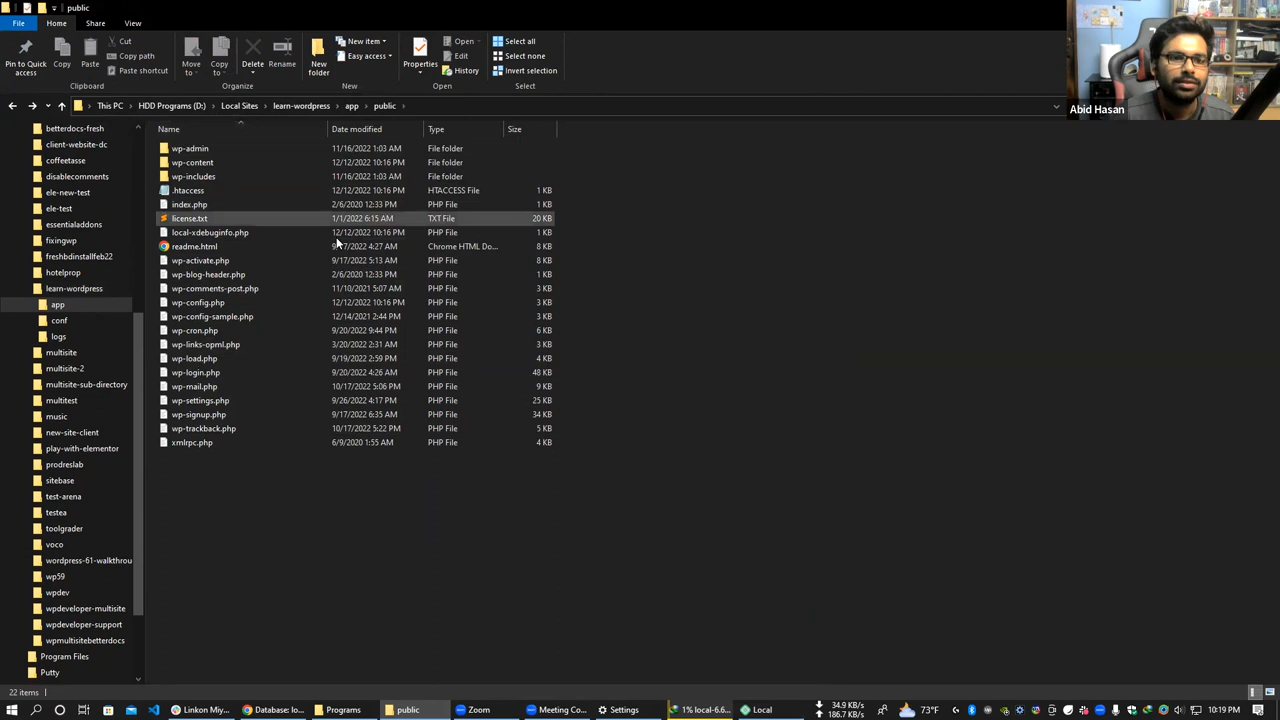 public
File Home Share View
Pin to Quick access
Copy
Paste
Cut
Copy path
Paste shortcut
Clipboard
Move to
Copy to
Delete
Rename
Organize
New folder
New item
Easy access
New
Properties
Open
Edit
History
Open
Select all
Select none
Invert selection
Select
Abid Hasan
This PC HDD Programs (D:) Local Sites learn-wordpress app public
Name Date modified Type Size
betterdocs-fresh
client-website-dc
coffeetasse
disablecomments
ele-new-test
ele-test
essentialaddons
fixingwp
freshbdinstallfeb22
hotelprop
learn-wordpress
app
conf
logs
multisite
multisite-2
multisite-sub-directory
multitest
music
new-site-client
play-with-elementor
prodreslab
sitebase
test-arena
testea
toolgrader
voco
wordpress-61-walkthrou
wp59
wpdev
wpdeveloper-multisite
wpdeveloper-support
wpmultisitebetterdocs
Program Files
Putty
wp-admin 11/16/2022 1:03 AM File folder
wp-content 12/12/2022 10:16 PM File folder
wp-includes 11/16/2022 1:03 AM File folder
.htaccess 12/12/2022 10:16 PM HTACCESS File 1 KB
index.php 2/6/2020 12:33 PM PHP File 1 KB
license.txt 1/1/2022 6:15 AM TXT File 20 KB
local-xdebuginfo.php 12/12/2022 10:16 PM PHP File 1 KB
readme.html 7/2022 4:27 AM Chrome HTML Do... 8 KB
wp-activate.php 9/17/2022 5:13 AM PHP File 8 KB
wp-blog-header.php 2/6/2020 12:33 PM PHP File 1 KB
wp-comments-post.php 11/10/2021 5:07 AM PHP File 3 KB
wp-config.php 12/12/2022 10:16 PM PHP File 3 KB
wp-config-sample.php 12/14/2021 2:44 PM PHP File 3 KB
wp-cron.php 9/20/2022 9:44 PM PHP File 6 KB
wp-links-opml.php 3/20/2022 2:31 AM PHP File 3 KB
wp-load.php 9/19/2022 2:59 PM PHP File 4 KB
wp-login.php 9/20/2022 4:26 AM PHP File 48 KB
wp-mail.php 10/17/2022 5:06 PM PHP File 9 KB
wp-settings.php 9/26/2022 4:17 PM PHP File 25 KB
wp-signup.php 9/17/2022 6:35 AM PHP File 34 KB
wp-trackback.php 10/17/2022 5:22 PM PHP File 5 KB
xmlrpc.php 6/9/2020 1:55 AM PHP File 4 KB
22 items
Linkon Miy... Database: lo... Programs public Zoom Meeting Co... Settings 1% local-6.6... Local
34.9 KB/s
186.7 KB/s
73°F
10:19 PM